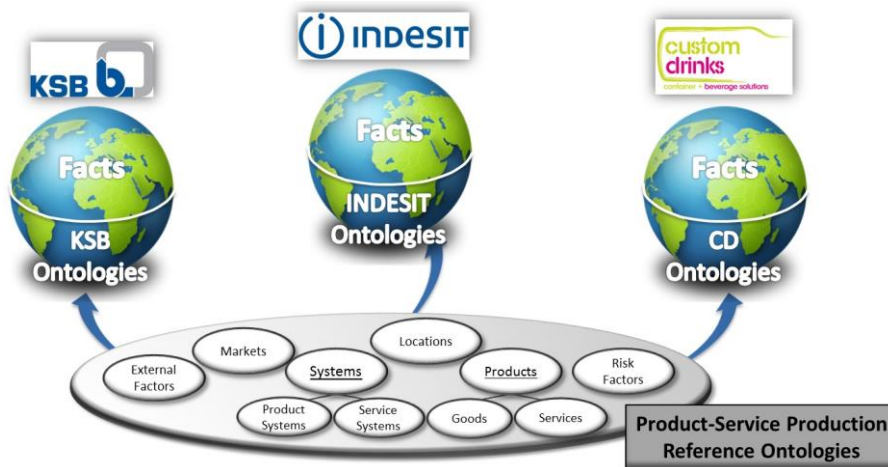 KSB b
INDESIT
custom
drinks
container + beverage solutions
Facts
KSB
Ontologies
Facts
INDESIT
Ontologies
Facts
CD
Ontologies
External
Factors
Markets
Systems
Locations
Products
Risk
Factors
Product
Systems
Service
Systems
Goods
Services
Product-Service Production
Reference Ontologies